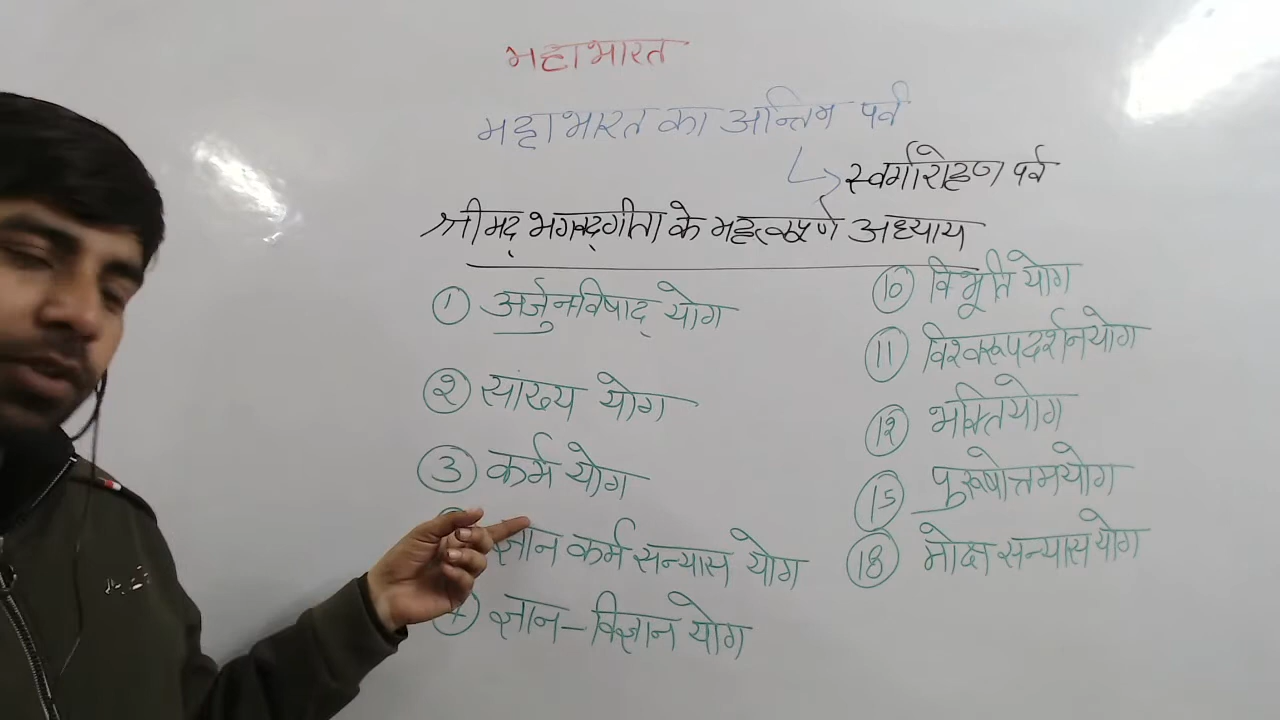 महाभारत
महाभारत का अन्तिम पर्व
स्वर्गारोहण पर्व
श्रीमद् भगवद्गीता के महत्वपूर्ण अध्याय
① अर्जुनविषाद् योग
② सांख्य योग
③ कर्म योग
ज्ञान कर्म सन्यास योग
ज्ञान-विज्ञान योग
⑩ विभूति योग
⑪ विश्वरूपदर्शनयोग
⑫ भक्तियोग
⑮ पुरूषोत्तमयोग
⑱ मोक्ष सन्यासयोग